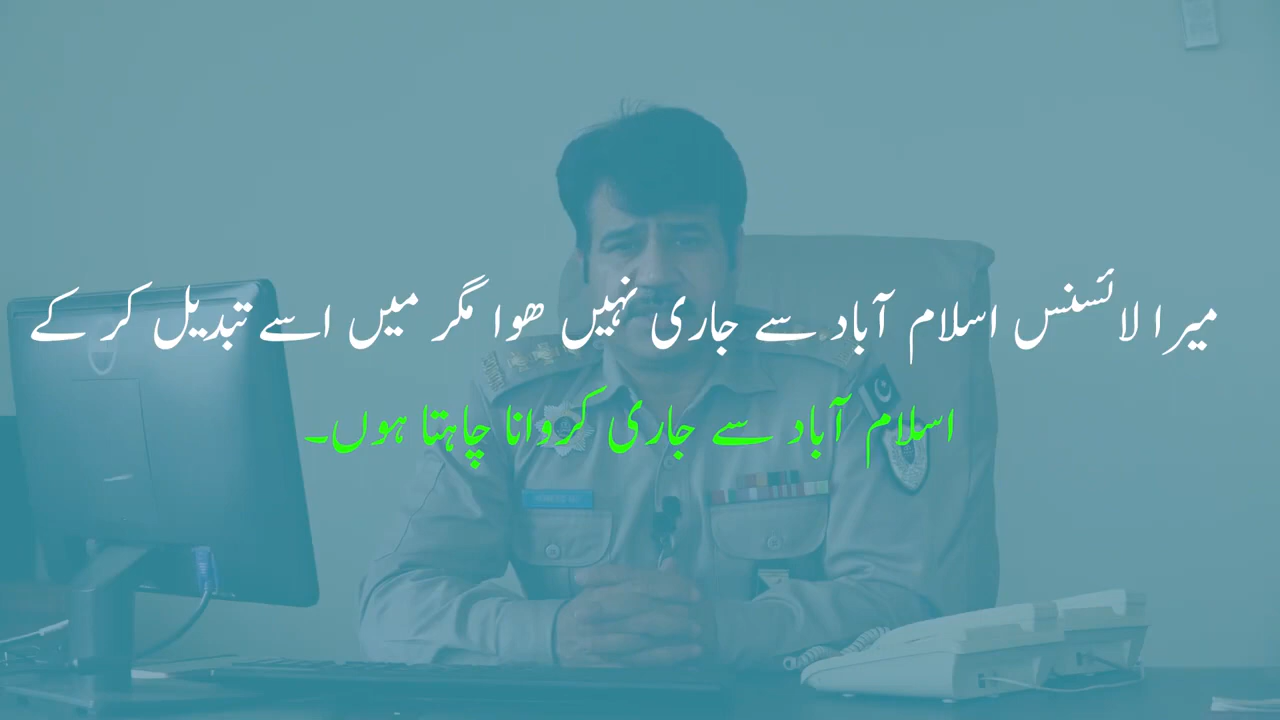 میرا لائسنس اسلام آباد سے جاری نہیں ھوا مگر میں اسے تبدیل کر کے
اسلام آباد سے جاری کروانا چاہتا ہوں۔